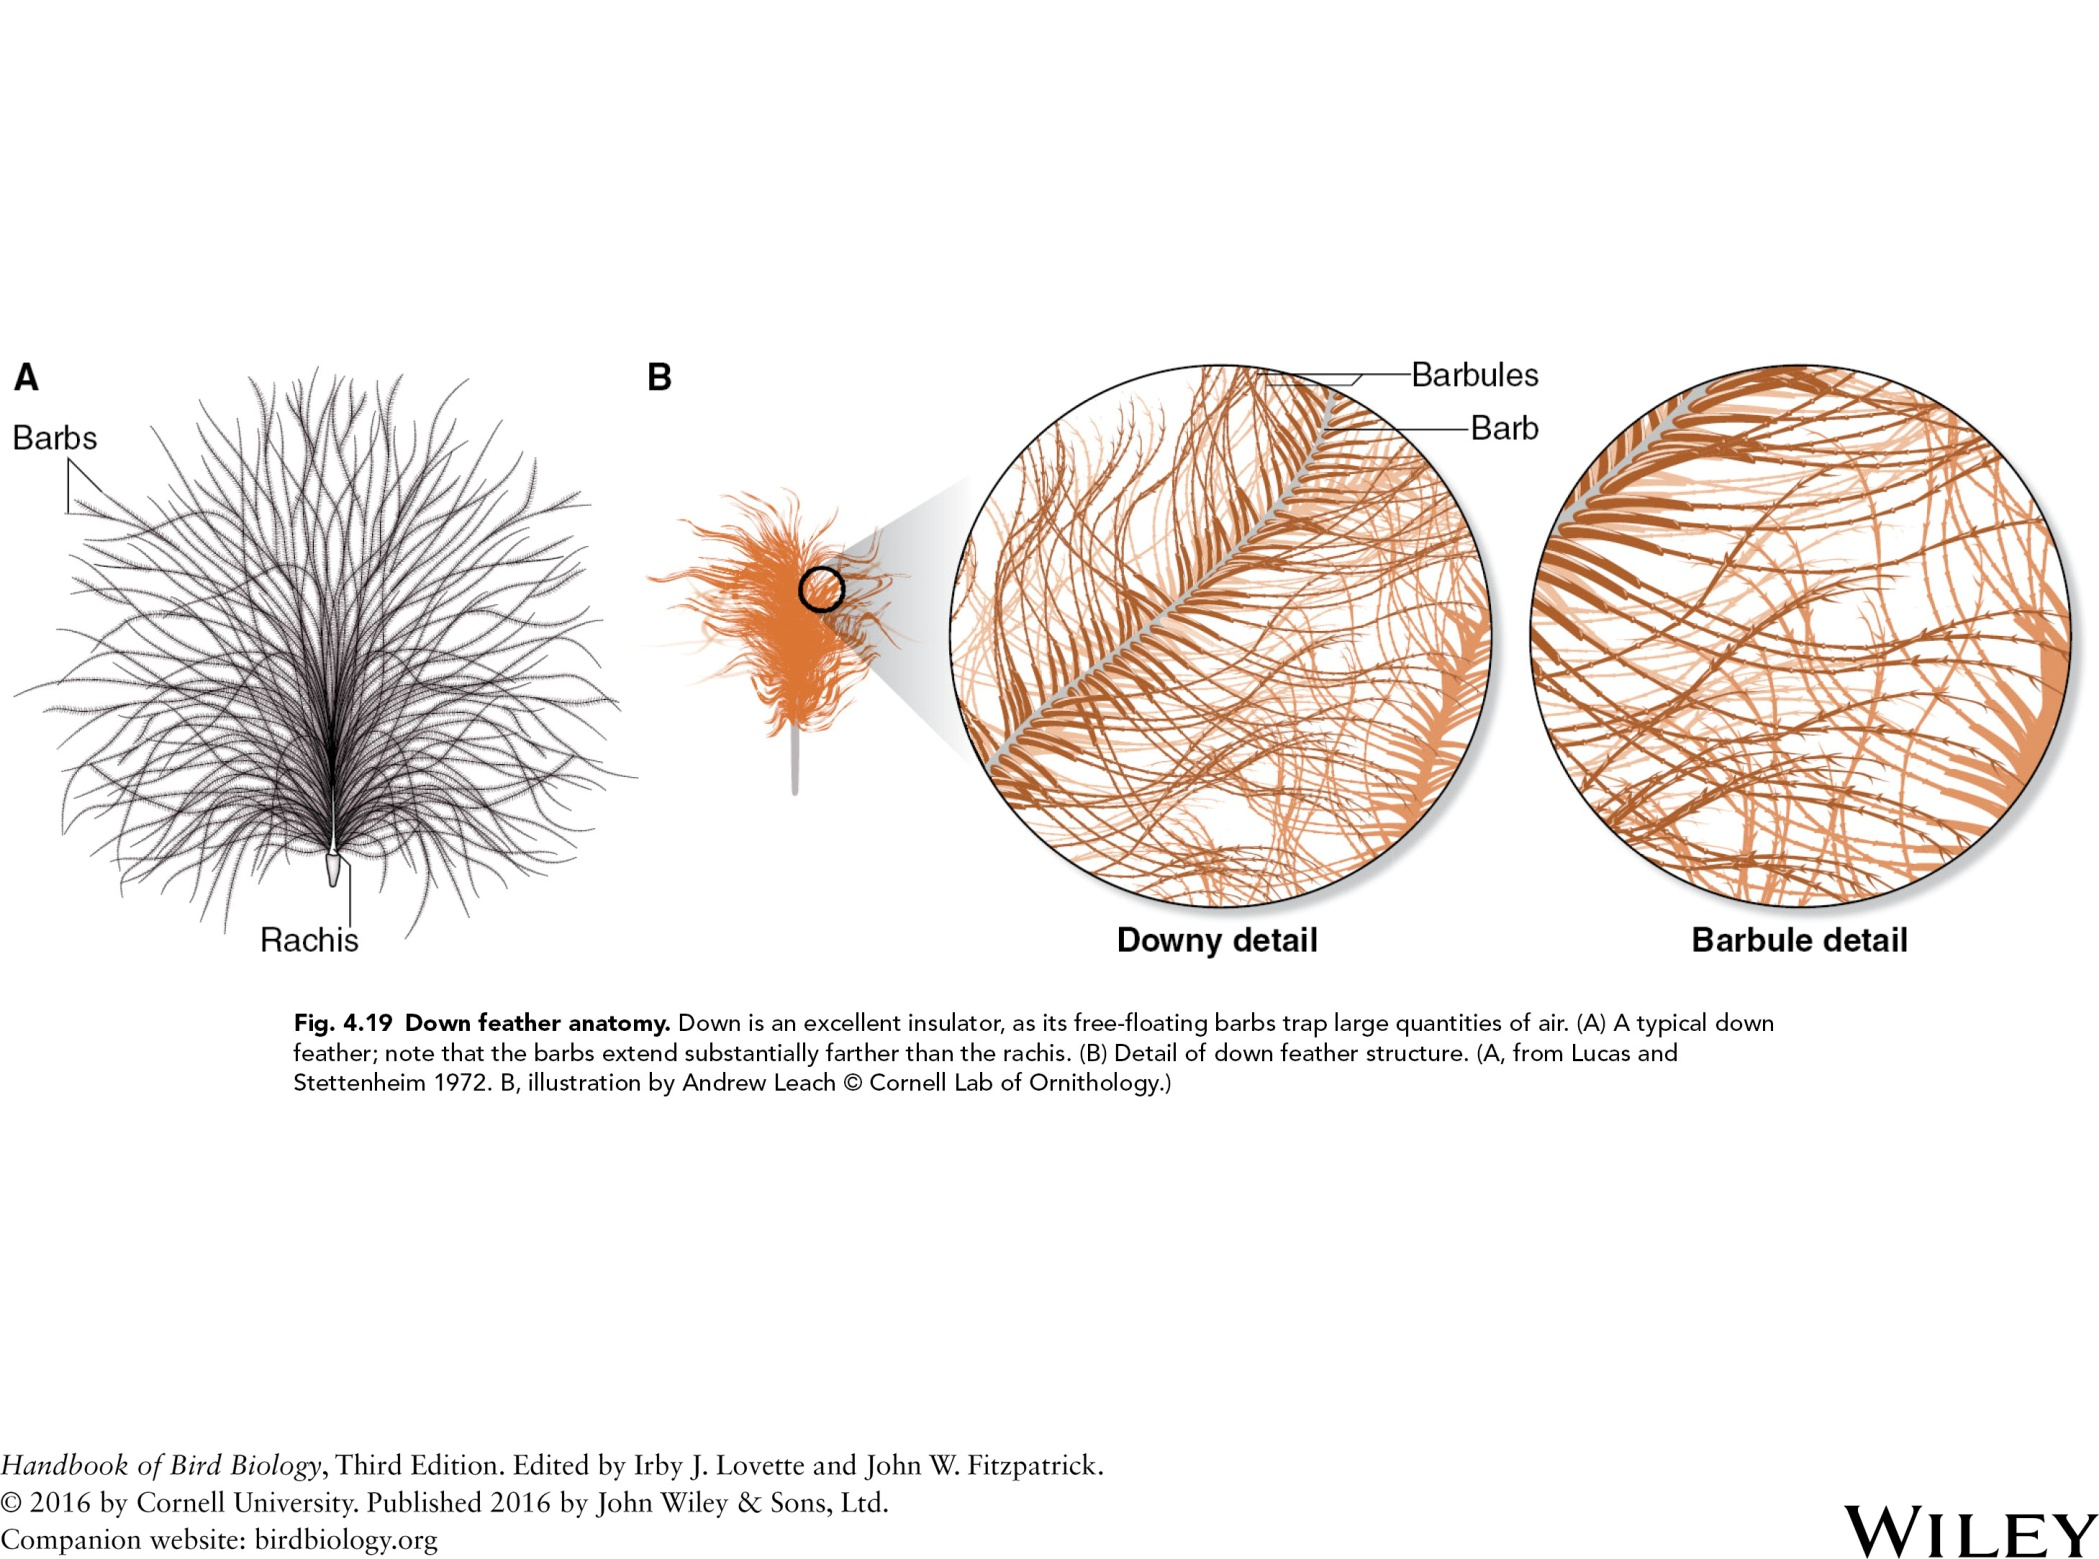 A
B
Barbs
Barbules
Barb
Rachis
Downy detail
Barbule detail
Fig. 4.19 Down feather anatomy. Down is an excellent insulator, as its free-floating barbs trap large quantities of air. (A) A typical down
feather; note that the barbs extend substantially farther than the rachis. (B) Detail of down feather structure. (A, from Lucas and
Stettenheim 1972. B, illustration by Andrew Leach © Cornell Lab of Ornithology.)
Handbook of Bird Biology, Third Edition. Edited by Irby J. Lovette and John W. Fitzpatrick.
© 2016 by Cornell University. Published 2016 by John Wiley & Sons, Ltd.
Companion website: birdbiology.org
WILEY